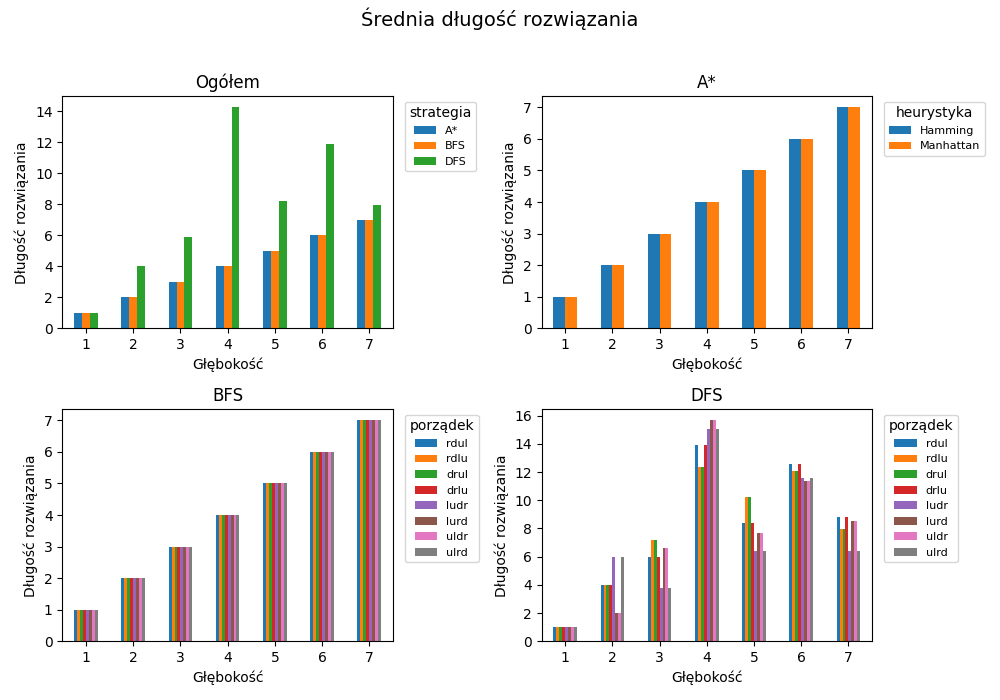 Średnia długość rozwiązania
Ogółem
Długość rozwiązania
14
12
10
8
6
4
2
0
1 2 3 4 5 6 7
Głębokość
strategia
A*
BFS
DFS
A*
Długość rozwiązania
7
6
5
4
3
2
1
0
1 2 3 4 5 6 7
Głębokość
heurystyka
Hamming
Manhattan
BFS
Długość rozwiązania
7
6
5
4
3
2
1
0
1 2 3 4 5 6 7
Głębokość
porządek
rdul
rdlu
drul
drlu
ludr
lurd
uldr
ulrd
DFS
Długość rozwiązania
16
14
12
10
8
6
4
2
0
1 2 3 4 5 6 7
Głębokość
porządek
rdul
rdlu
drul
drlu
ludr
lurd
uldr
ulrd